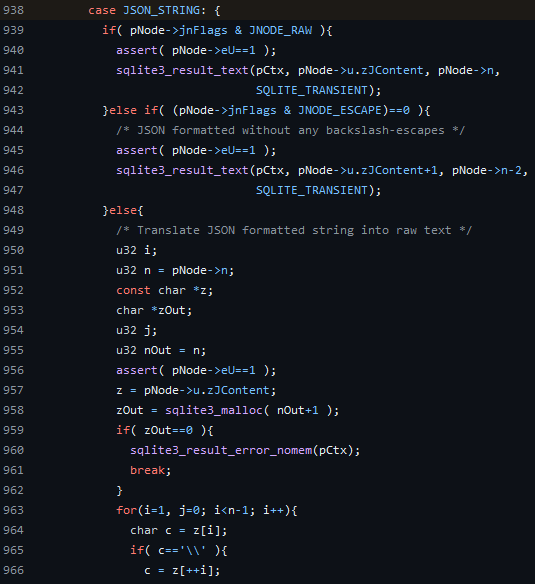 938 case JSON_STRING: {
939 if( pNode->jnFlags & JNODE_RAW ){
940 assert( pNode->eU==1 );
941 sqlite3_result_text(pCtx, pNode->u.zJContent, pNode->n,
942 SQLITE_TRANSIENT);
943 }else if( (pNode->jnFlags & JNODE_ESCAPE)==0 ){
944 /* JSON formatted without any backslash-escapes */
945 assert( pNode->eU==1 );
946 sqlite3_result_text(pCtx, pNode->u.zJContent+1, pNode->n-2,
947 SQLITE_TRANSIENT);
948 }else{
949 /* Translate JSON formatted string into raw text */
950 u32 i;
951 u32 n = pNode->n;
952 const char *z;
953 char *zOut;
954 u32 j;
955 u32 nOut = n;
956 assert( pNode->eU==1 );
957 z = pNode->u.zJContent;
958 zOut = sqlite3_malloc( nOut+1 );
959 if( zOut==0 ){
960 sqlite3_result_error_nomem(pCtx);
961 break;
962 }
963 for(i=1, j=0; i<n-1; i++){
964 char c = z[i];
965 if( c=='\\' ){
966 c = z[++i];